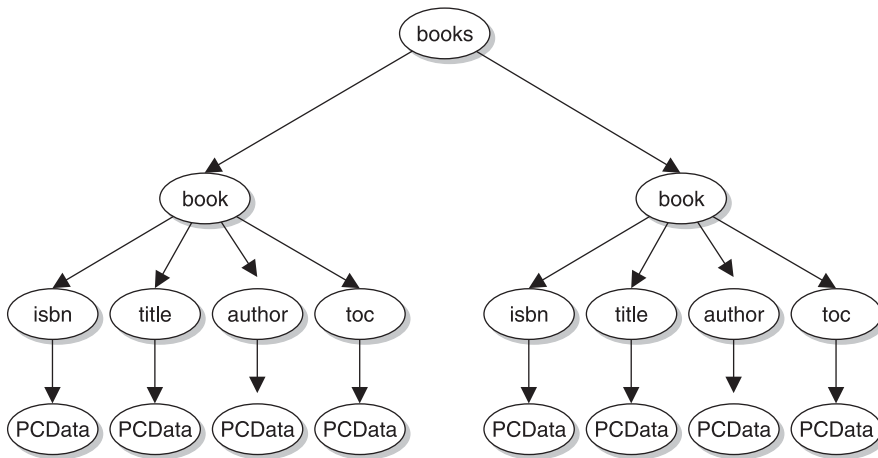 books
book book
isbn title author toc isbn title author toc
PCData PCData PCData PCData PCData PCData PCData PCData